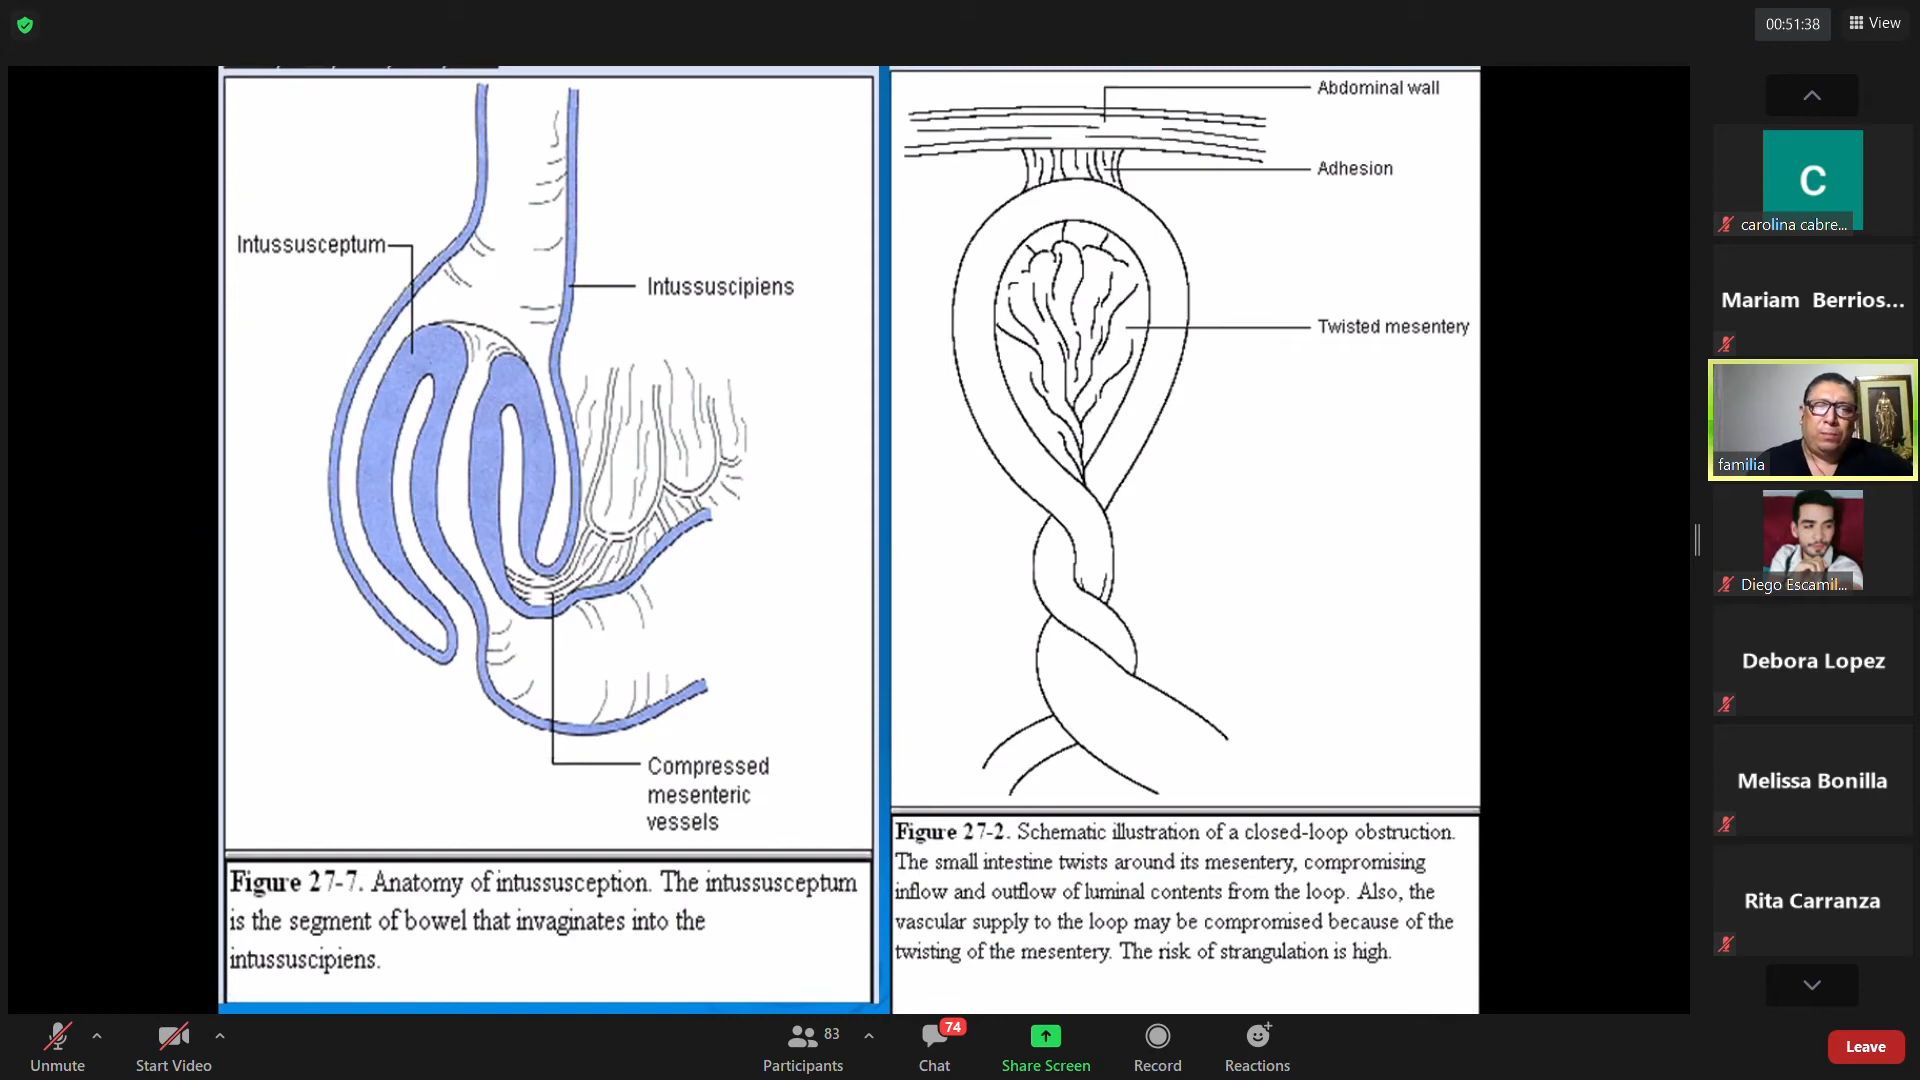 00:51:38
View
Intussusceptum
Intussuscipiens
Compressed
mesenteric
vessels
Figure 27-7. Anatomy of intussusception. The intussusceptum
is the segment of bowel that invaginates into the
intussuscipiens.
Abdominal wall
Adhesion
Twisted mesentery
Figure 27-2. Schematic illustration of a closed-loop obstruction.
The small intestine twists around its mesentery, compromising
inflow and outflow of luminal contents from the loop. Also, the
vascular supply to the loop may be compromised because of the
twisting of the mesentery. The risk of strangulation is high.
C
carolina cabre...
Mariam Berrios...
familia
Diego Escamil...
Debora Lopez
Melissa Bonilla
Rita Carranza
Unmute
Start Video
83
Participants
74
Chat
Share Screen
Record
Reactions
Leave